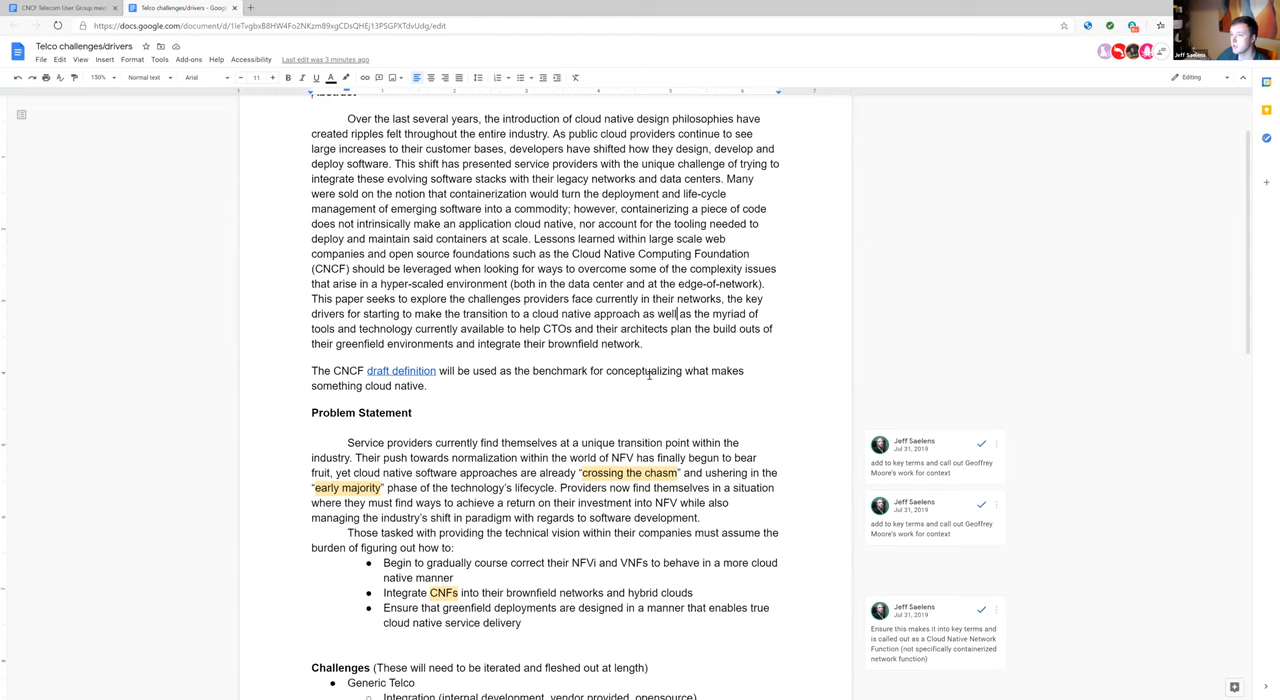 CNCF Telecom User Group meeti
Telco challenges/drivers - Goog
https://docs.google.com/document/d/1leTvgbxB8HW4Fo2NKzm89xgCDsQHEj13PSGPXTdvUdg/edit
Telco challenges/drivers
File Edit View Insert Format Tools Add-ons Help Accessibility Last edit was 3 minutes ago
150% Normal text Arial 11 B I U A Editing
Jeff Saelens
Abstract
Over the last several years, the introduction of cloud native design philosophies have
created ripples felt throughout the entire industry. As public cloud providers continue to see
large increases to their customer bases, developers have shifted how they design, develop and
deploy software. This shift has presented service providers with the unique challenge of trying to
integrate these evolving software stacks with their legacy networks and data centers. Many
were sold on the notion that containerization would turn the deployment and life-cycle
management of emerging software into a commodity; however, containerizing a piece of code
does not intrinsically make an application cloud native, nor account for the tooling needed to
deploy and maintain said containers at scale. Lessons learned within large scale web
companies and open source foundations such as the Cloud Native Computing Foundation
(CNCF) should be leveraged when looking for ways to overcome some of the complexity issues
that arise in a hyper-scaled environment (both in the data center and at the edge-of-network).
This paper seeks to explore the challenges providers face currently in their networks, the key
drivers for starting to make the transition to a cloud native approach as well as the myriad of
tools and technology currently available to help CTOs and their architects plan the build outs of
their greenfield environments and integrate their brownfield network.
The CNCF draft definition will be used as the benchmark for conceptualizing what makes
something cloud native.
Problem Statement
Service providers currently find themselves at a unique transition point within the
industry. Their push towards normalization within the world of NFV has finally begun to bear
fruit, yet cloud native software approaches are already “crossing the chasm” and ushering in the
“early majority” phase of the technology’s lifecycle. Providers now find themselves in a situation
where they must find ways to achieve a return on their investment into NFV while also
managing the industry’s shift in paradigm with regards to software development.
Those tasked with providing the technical vision within their companies must assume the
burden of figuring out how to:
● Begin to gradually course correct their NFVi and VNFs to behave in a more cloud
native manner
● Integrate CNFs into their brownfield networks and hybrid clouds
● Ensure that greenfield deployments are designed in a manner that enables true
cloud native service delivery
Challenges (These will need to be iterated and fleshed out at length)
● Generic Telco
○ Integration (internal development, vendor provided, opensource)
Jeff Saelens
Jul 31, 2019
add to key terms and call out Geoffrey
Moore's work for context
Jeff Saelens
Jul 31, 2019
add to key terms and call out Geoffrey
Moore's work for context
Jeff Saelens
Jul 31, 2019
Ensure this makes it into key terms and
is called out as a Cloud Native Network
Function (not specifically containerized
network function)